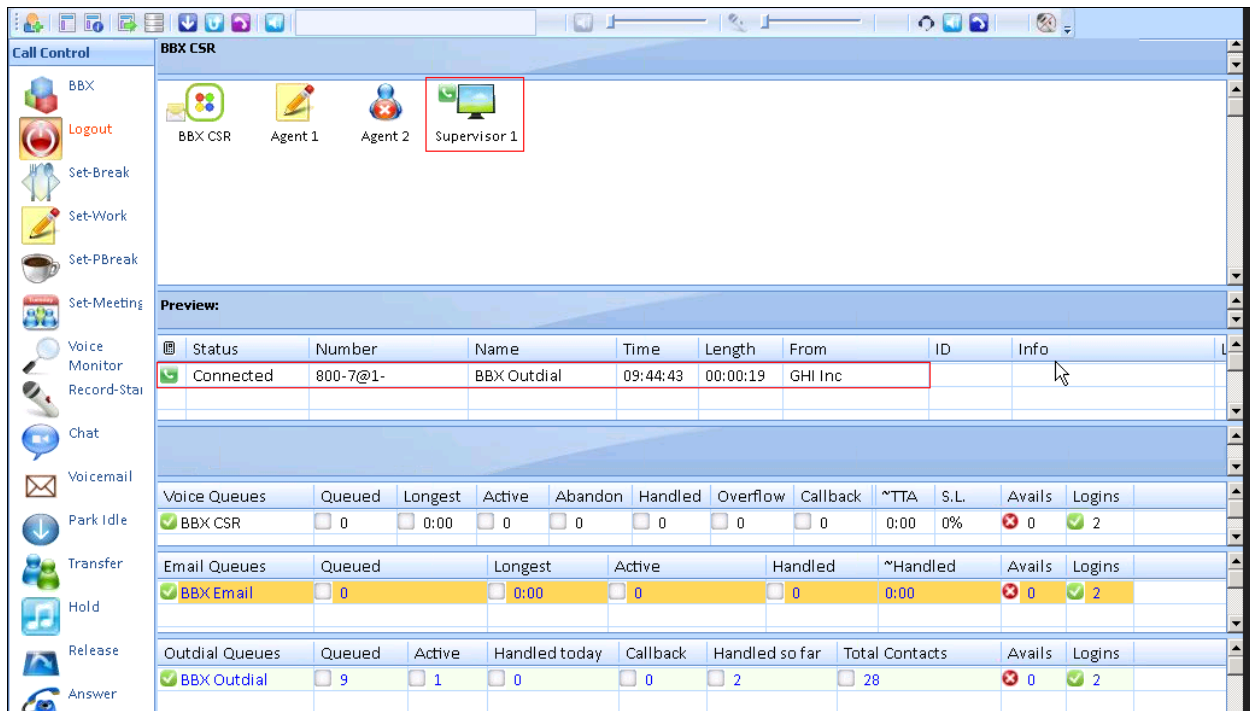 Call Control
BBX CSR
BBX
Logout
Set-Break
Set-Work
Set-PBreak
Set-Meeting
Voice
Monitor
Record-Star
Chat
Voicemail
Park Idle
Transfer
Hold
Release
Answer
BBX CSR Agent 1 Agent 2 Supervisor 1
Preview:
Status Number Name Time Length From ID Info L
Connected 800-7@1- BBX Outdial 09:44:43 00:00:19 GHI Inc
Voice Queues Queued Longest Active Abandon Handled Overflow Callback ~TTA S.L. Avails Logins
BBX CSR 0 0:00 0 0 0 0 0 0:00 0% 0 2
Email Queues Queued Longest Active Handled ~Handled Avails Logins
BBX Email 0 0:00 0 0 0:00 0 2
Outdial Queues Queued Active Handled today Callback Handled so far Total Contacts Avails Logins
BBX Outdial 9 1 0 0 2 28 0 2